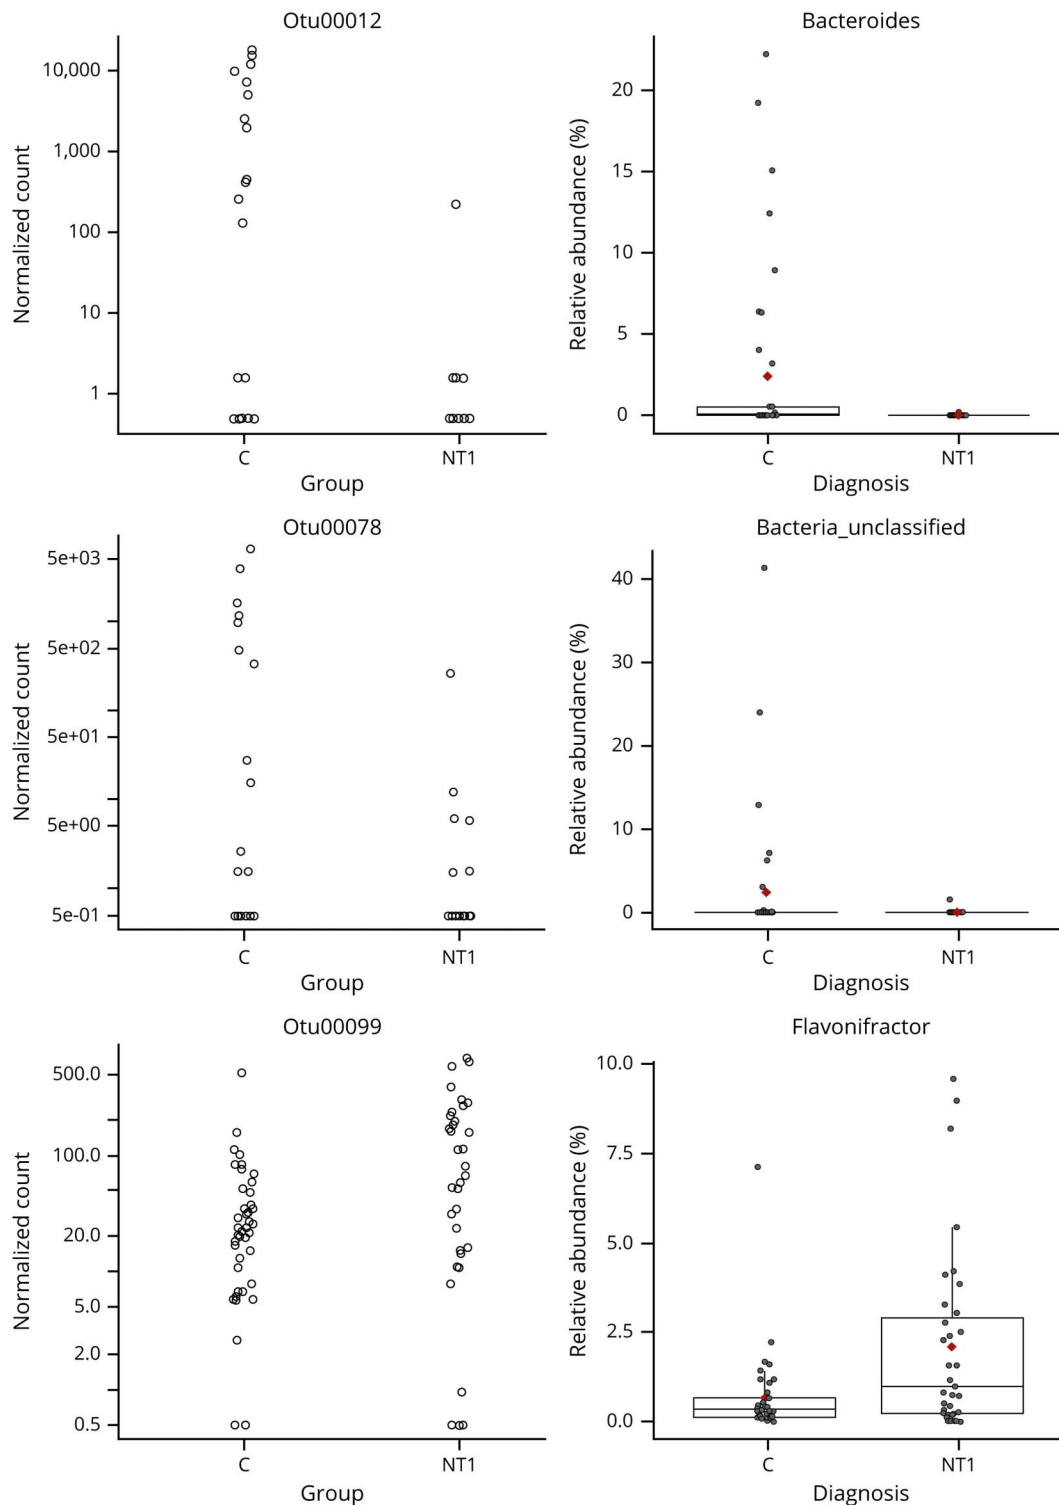 Otu00012
Normalized count
10,000
1,000
100
10
1
C
NT1
Group
Bacteroides
Relative abundance (%)
20
15
10
5
0
C
NT1
Diagnosis
Otu00078
Normalized count
5e+03
5e+02
5e+01
5e+00
5e-01
C
NT1
Group
Bacteria_unclassified
Relative abundance (%)
40
30
20
10
0
C
NT1
Diagnosis
Otu00099
Normalized count
500.0
100.0
20.0
5.0
2.0
0.5
C
NT1
Group
Flavonifractor
Relative abundance (%)
10.0
7.5
5.0
2.5
0.0
C
NT1
Diagnosis